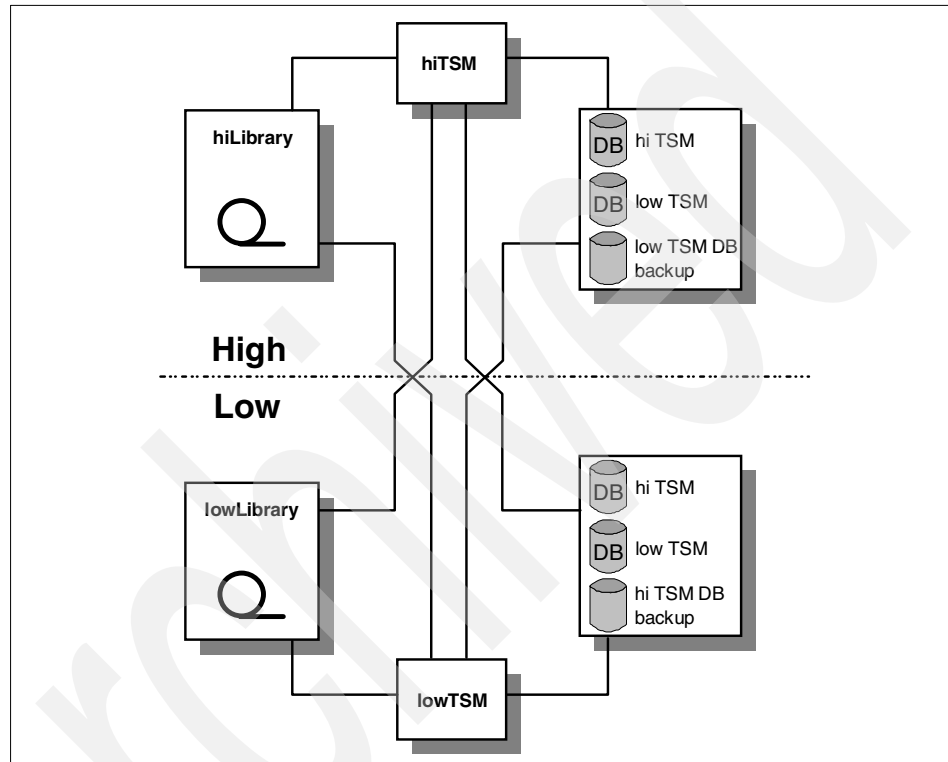 hiTSM
hiLibrary
DB hi TSM
DB low TSM
low TSM DB
backup
High
Low
lowLibrary
DB hi TSM
DB low TSM
hi TSM DB
backup
lowTSM
rchived